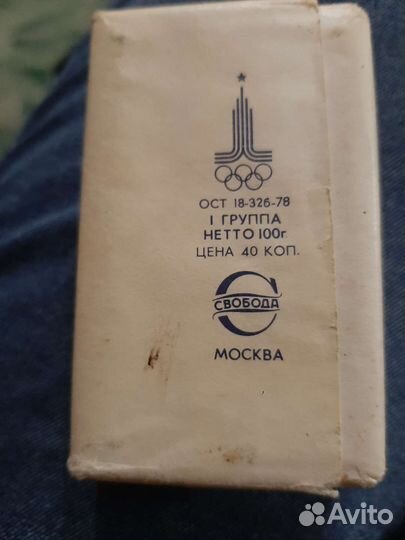 ОСТ 18-326-78
I ГРУППА
НЕТТО 100г
ЦЕНА 40 КОП.
СВОБОДА
МОСКВА
Avito